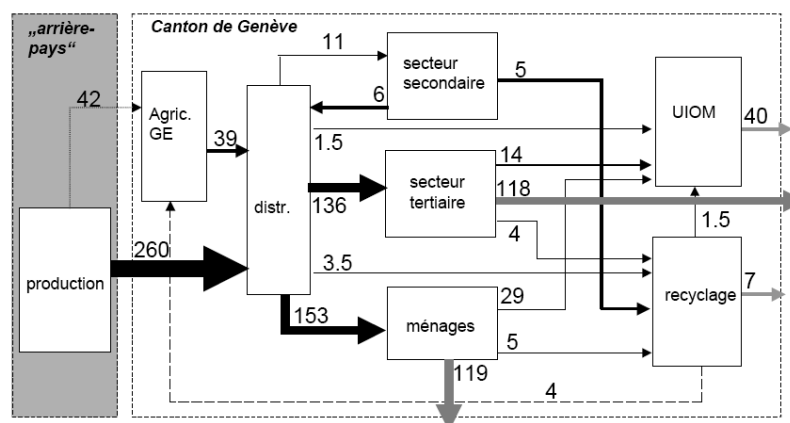 „arrière-
pays“
Canton de Genève
11
secteur
secondaire
5
42
Agric.
GE
6
UIOM
40
39
1.5
14
secteur
tertiaire
118
136
distr.
4
1.5
260
3.5
production
recyclage
7
29
153
ménages
5
119
4